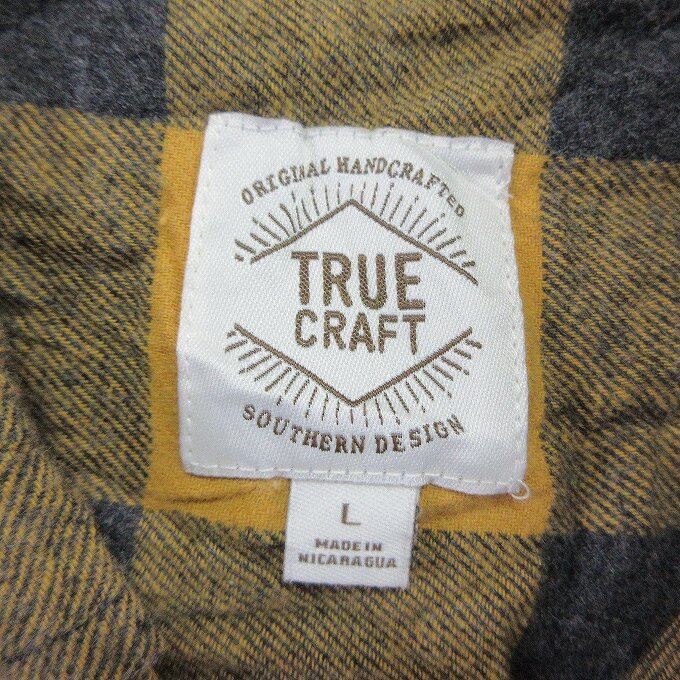 ORIGINAL HANDCRAFTED
TRUE
CRAFT
SOUTHERN DESIGN
L
MADE IN
NICARAGUA